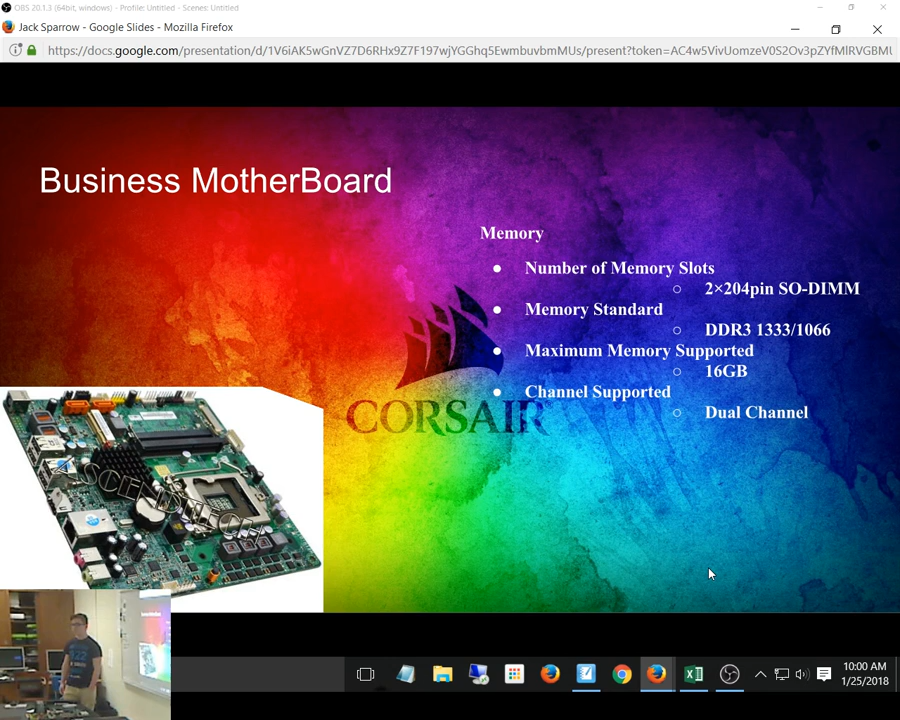 OBS 20.1.3 (64bit, windows) - Profile: Untitled - Scenes: Untitled
Jack Sparrow - Google Slides - Mozilla Firefox
https://docs.google.com/presentation/d/1V6iAK5wGnVZ7D6RHx9Z7F197wjYGGhq5EwmbuvbmMUs/present?token=AC4w5VivUomzeV0S2Ov3pZYfMlRVGBMU
Business MotherBoard
Memory
● Number of Memory Slots
○ 2×204pin SO-DIMM
● Memory Standard
○ DDR3 1333/1066
● Maximum Memory Supported
○ 16GB
● Channel Supported
○ Dual Channel
CORSAIR
10:00 AM
1/25/2018